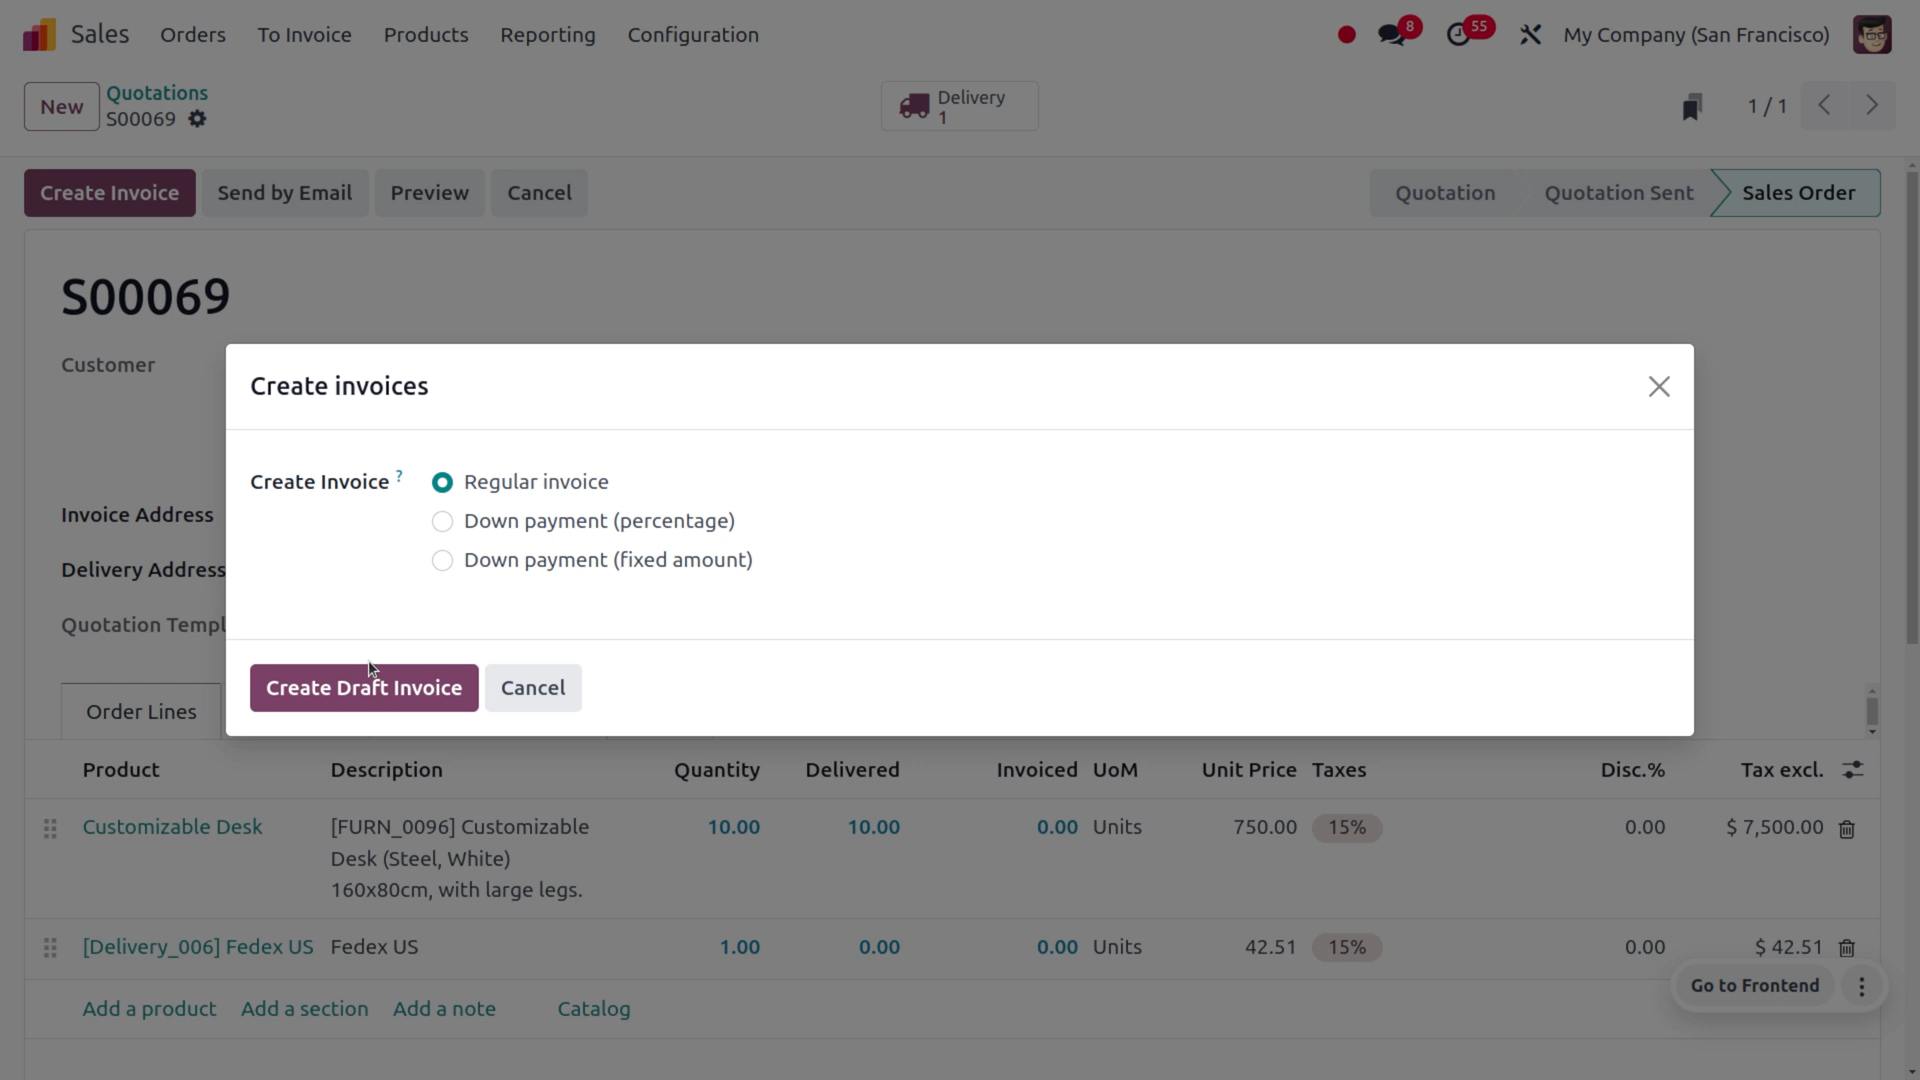 Sales Orders To Invoice Products Reporting Configuration 8 55 My Company (San Francisco)
New Quotations
S00069
Delivery
1
1 / 1
Create Invoice Send by Email Preview Cancel Quotation Quotation Sent Sales Order
S00069
Customer
Create invoices
Create Invoice ? Regular invoice
Down payment (percentage)
Invoice Address
Down payment (fixed amount)
Delivery Address
Quotation Templ
Create Draft Invoice Cancel
Order Lines
Product Description Quantity Delivered Invoiced UoM Unit Price Taxes Disc.% Tax excl.
Customizable Desk [FURN_0096] Customizable 10.00 10.00 0.00 Units 750.00 15% 0.00 $ 7,500.00
Desk (Steel, White)
160x80cm, with large legs.
[Delivery_006] Fedex US Fedex US 1.00 0.00 0.00 Units 42.51 15% 0.00 $ 42.51
Go to Frontend
Add a product Add a section Add a note Catalog